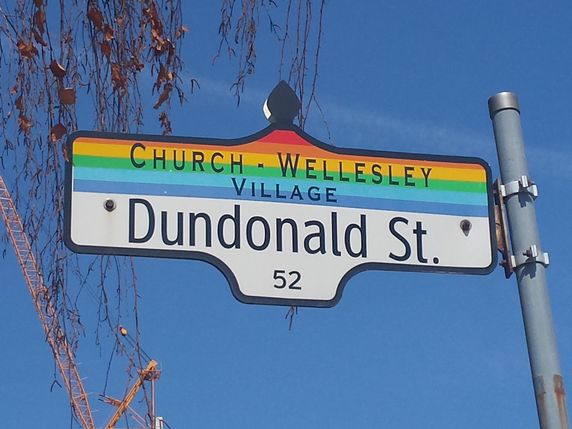 CHURCH - WELLESLEY
VILLAGE
Dundonald St.
52